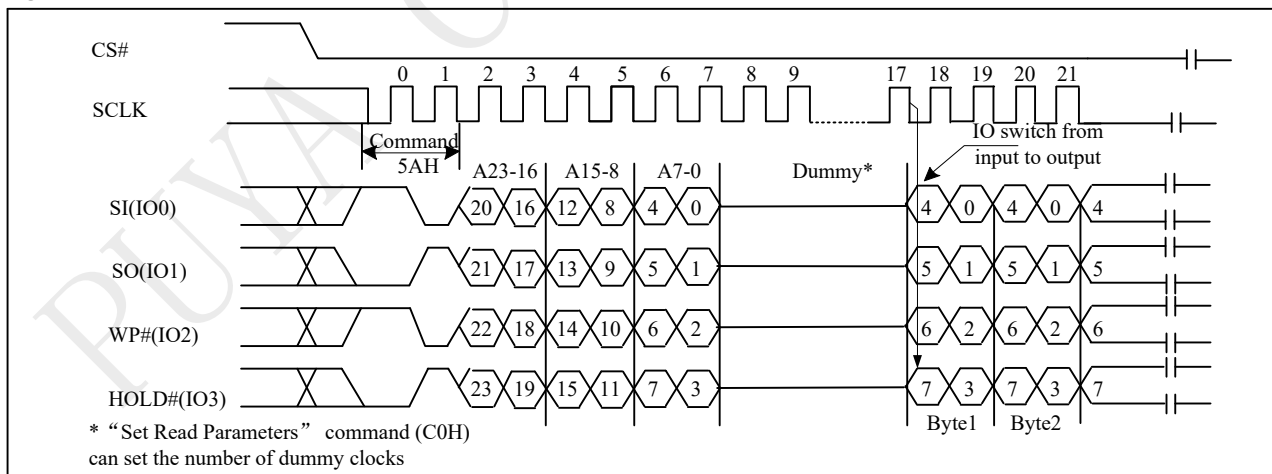 PUYA
CS#
0 1 2 3 4 5 6 7 8 9 17 18 19 20 21
SCLK
Command
5AH
IO switch from
input to output
A23-16 A15-8 A7-0 Dummy*
SI(IO0) 20 16 12 8 4 0 4 0 4 0 4
SO(IO1) 21 17 13 9 5 1 5 1 5 1 5
WP#(IO2) 22 18 14 10 6 2 6 2 6 2 6
HOLD#(IO3) 23 19 15 11 7 3 7 3 7 3 7
Byte1 Byte2
* “Set Read Parameters” command (C0H)
can set the number of dummy clocks